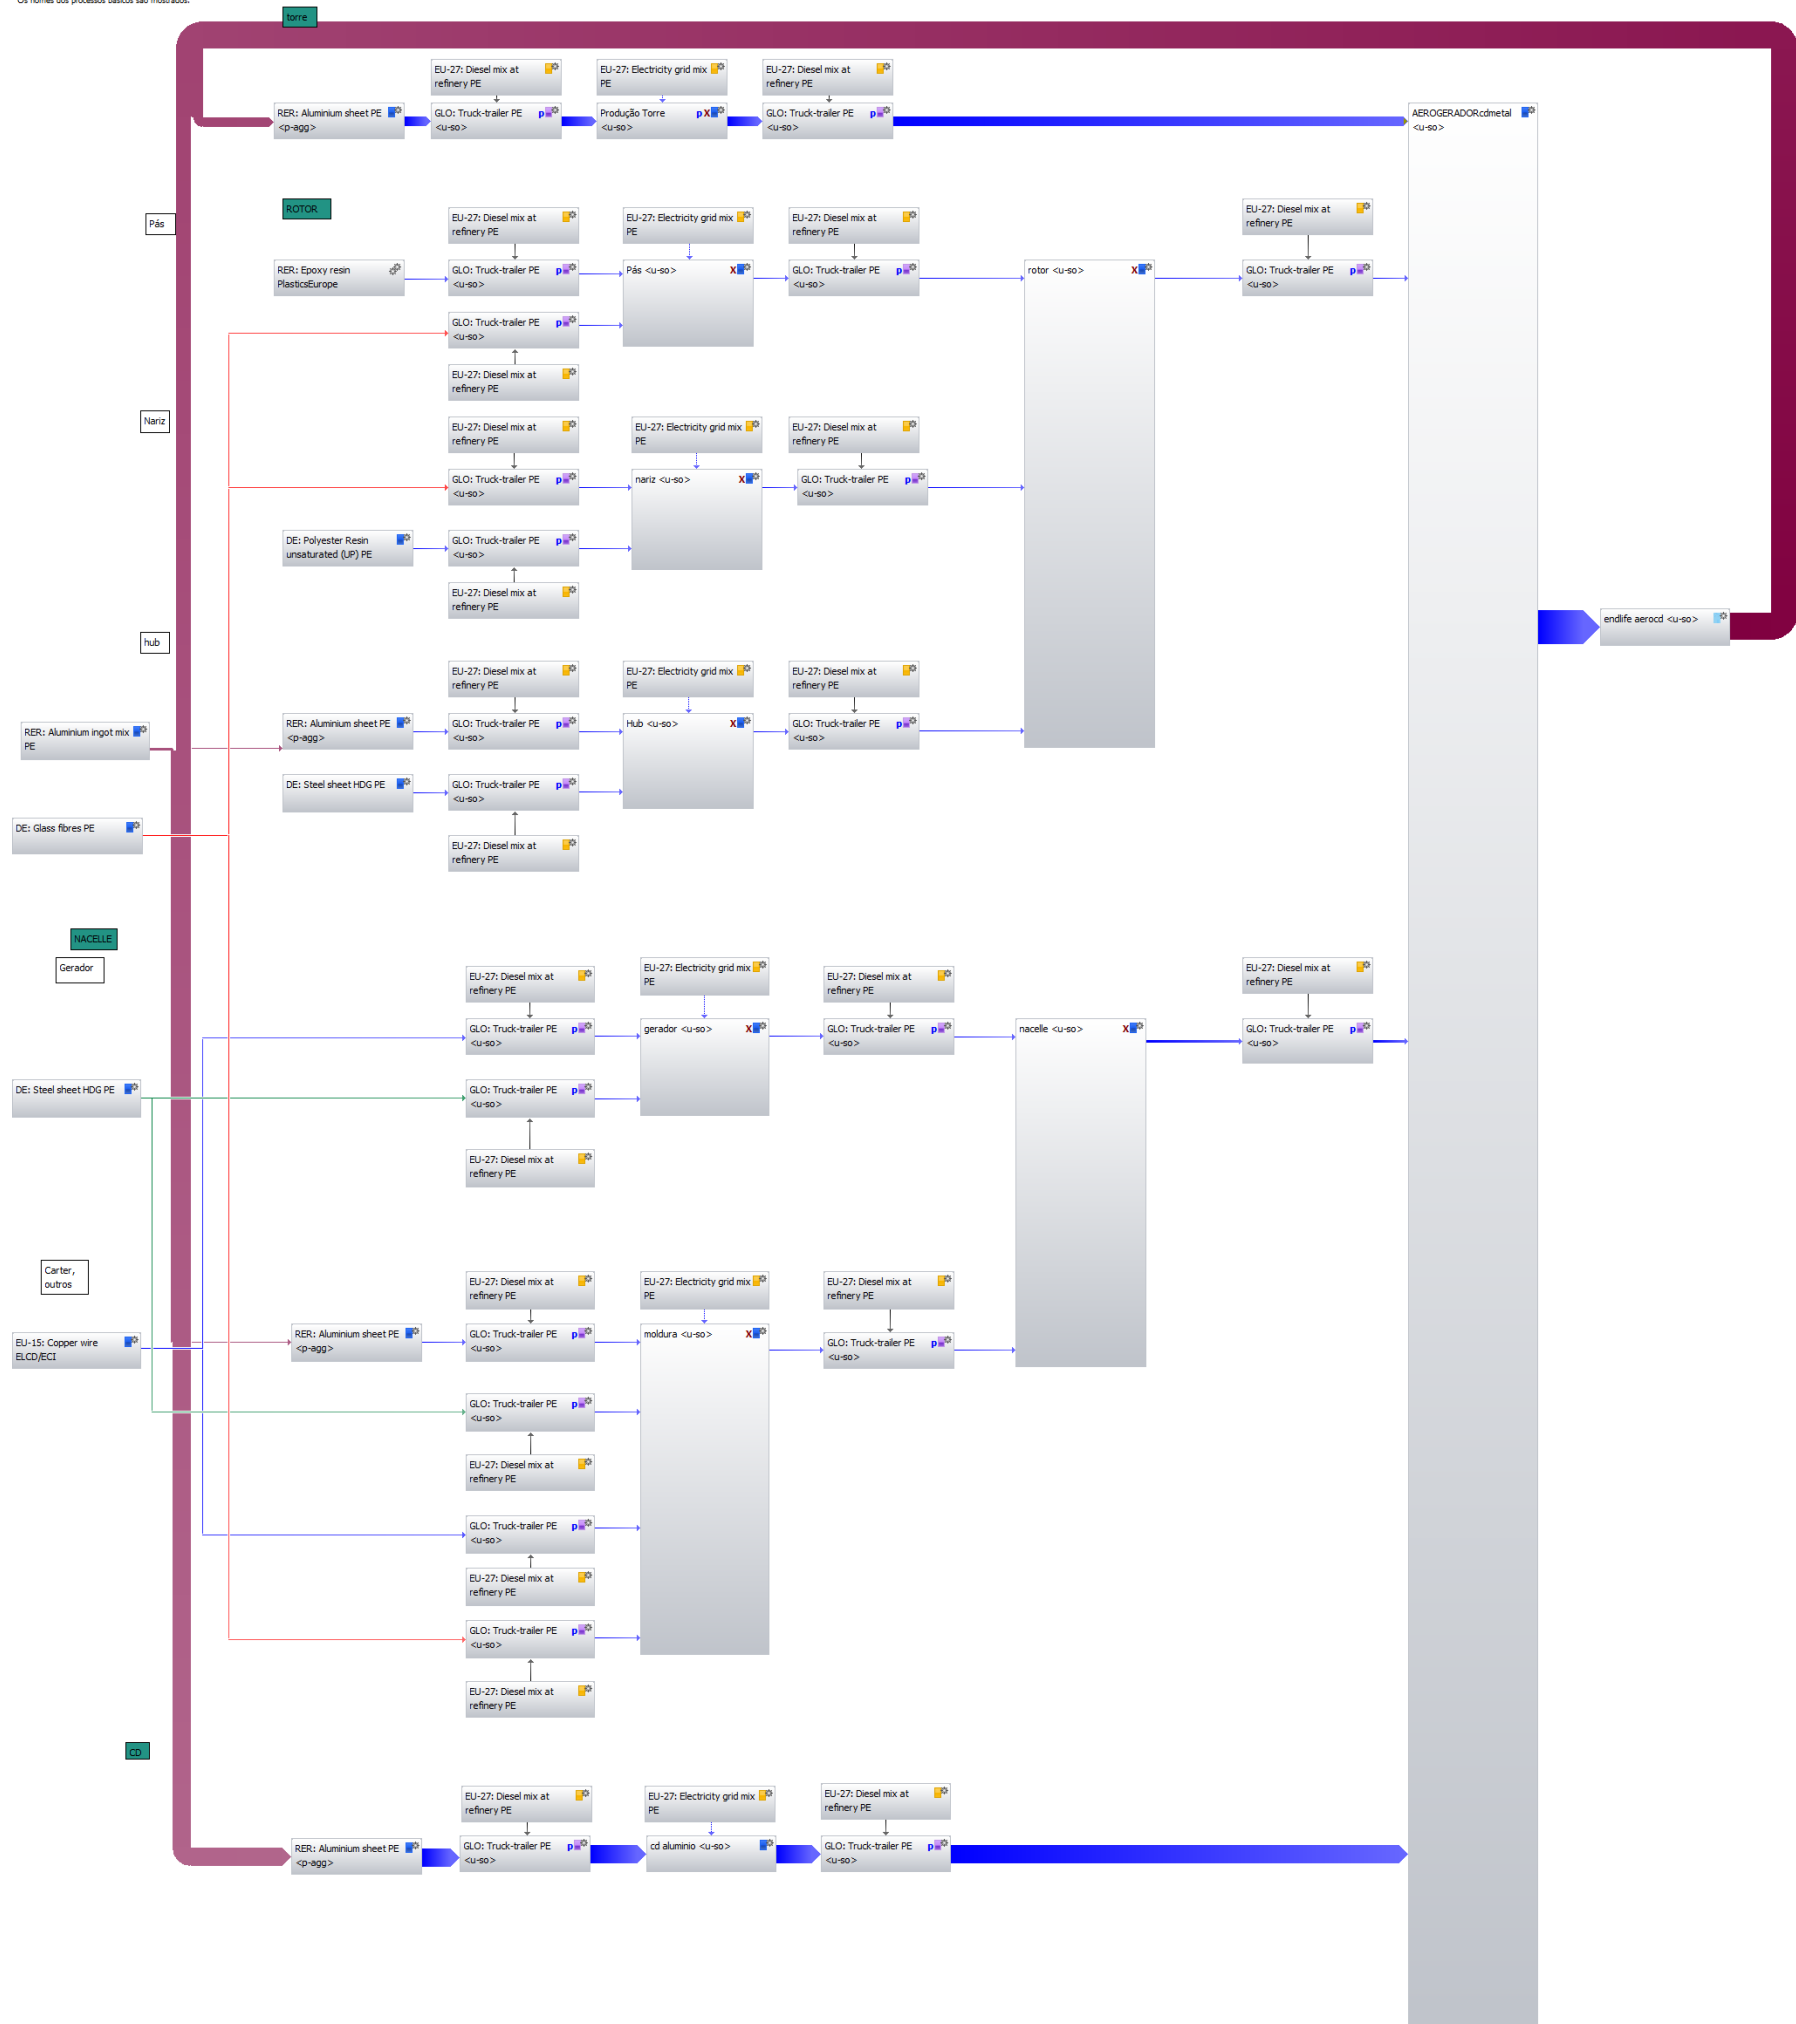 Os nomes dos processos básicos são mostrados.
torre
EU-27: Diesel mix at
refinery PE
EU-27: Electricity grid mix
PE
EU-27: Diesel mix at
refinery PE
RER: Aluminium sheet PE
<p-agg>
GLO: Truck-trailer PE
<u-so>
Produção Torre
<u-so>
GLO: Truck-trailer PE
<u-so>
AEROGERADORcdmetal
<u-so>
Pás
ROTOR
EU-27: Diesel mix at
refinery PE
EU-27: Electricity grid mix
PE
EU-27: Diesel mix at
refinery PE
EU-27: Diesel mix at
refinery PE
RER: Epoxy resin
PlasticsEurope
GLO: Truck-trailer PE
<u-so>
Pás <u-so>
GLO: Truck-trailer PE
<u-so>
rotor <u-so>
GLO: Truck-trailer PE
<u-so>
GLO: Truck-trailer PE
<u-so>
EU-27: Diesel mix at
refinery PE
Nariz
EU-27: Diesel mix at
refinery PE
EU-27: Electricity grid mix
PE
EU-27: Diesel mix at
refinery PE
GLO: Truck-trailer PE
<u-so>
nariz <u-so>
GLO: Truck-trailer PE
<u-so>
DE: Polyester Resin
unsaturated (UP) PE
GLO: Truck-trailer PE
<u-so>
EU-27: Diesel mix at
refinery PE
endlife aerocd <u-so>
hub
EU-27: Diesel mix at
refinery PE
EU-27: Electricity grid mix
PE
EU-27: Diesel mix at
refinery PE
RER: Aluminium ingot mix
PE
RER: Aluminium sheet PE
<p-agg>
GLO: Truck-trailer PE
<u-so>
Hub <u-so>
GLO: Truck-trailer PE
<u-so>
DE: Steel sheet HDG PE
GLO: Truck-trailer PE
<u-so>
DE: Glass fibres PE
EU-27: Diesel mix at
refinery PE
NACELLE
Gerador
EU-27: Diesel mix at
refinery PE
EU-27: Electricity grid mix
PE
EU-27: Diesel mix at
refinery PE
EU-27: Diesel mix at
refinery PE
GLO: Truck-trailer PE
<u-so>
gerador <u-so>
GLO: Truck-trailer PE
<u-so>
nacelle <u-so>
GLO: Truck-trailer PE
<u-so>
DE: Steel sheet HDG PE
GLO: Truck-trailer PE
<u-so>
EU-27: Diesel mix at
refinery PE
Carter,
outros
EU-27: Diesel mix at
refinery PE
EU-27: Electricity grid mix
PE
EU-27: Diesel mix at
refinery PE
EU-15: Copper wire
ELCD/ECI
RER: Aluminium sheet PE
<p-agg>
GLO: Truck-trailer PE
<u-so>
moldura <u-so>
GLO: Truck-trailer PE
<u-so>
GLO: Truck-trailer PE
<u-so>
EU-27: Diesel mix at
refinery PE
GLO: Truck-trailer PE
<u-so>
EU-27: Diesel mix at
refinery PE
GLO: Truck-trailer PE
<u-so>
EU-27: Diesel mix at
refinery PE
CD
EU-27: Diesel mix at
refinery PE
EU-27: Electricity grid mix
PE
EU-27: Diesel mix at
refinery PE
RER: Aluminium sheet PE
<p-agg>
GLO: Truck-trailer PE
<u-so>
cd aluminio <u-so>
GLO: Truck-trailer PE
<u-so>